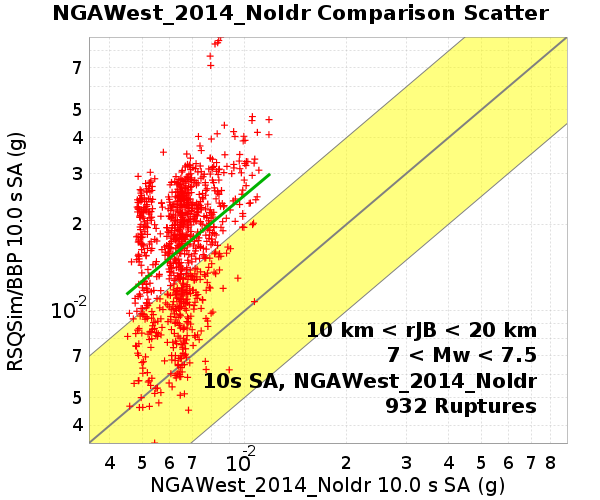 NGAWest_2014_NoIdr Comparison Scatter
RSQSim/BBP 10.0 s SA (g)
7
5
4
3
2
10-2
7
5
4
10 km < rJB < 20 km
7 < Mw < 7.5
10s SA, NGAWest_2014_NoIdr
932 Ruptures
4 5 6 7 10-2 2 3 4 5 6 7 8
NGAWest_2014_NoIdr 10.0 s SA (g)